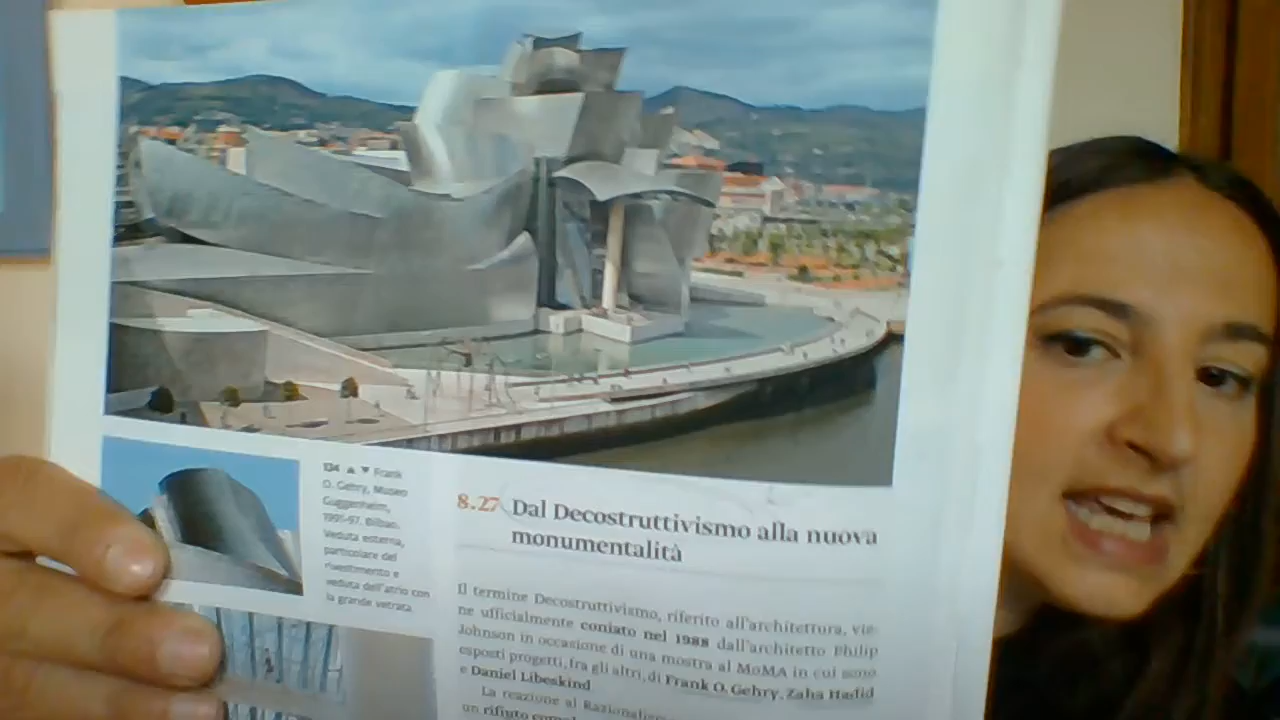 134 ▲ ▼ Frank
O. Gehry, Museo
Guggenheim,
1991-97. Bilbao.
Veduta esterna,
particolare del
rivestimento e
veduta dell'atrio con
la grande vetrata.
8.27 Dal Decostruttivismo alla nuova
monumentalità
Il termine Decostruttivismo, riferito all'architettura, vie-
ne ufficialmente coniato nel 1988 dall'architetto Philip
Johnson in occasione di una mostra al MoMA in cui sono
esposti progetti, fra gli altri, di Frank O. Gehry, Zaha Hadid
e Daniel Libeskind
La reazione al Razionalismo
un rifiuto